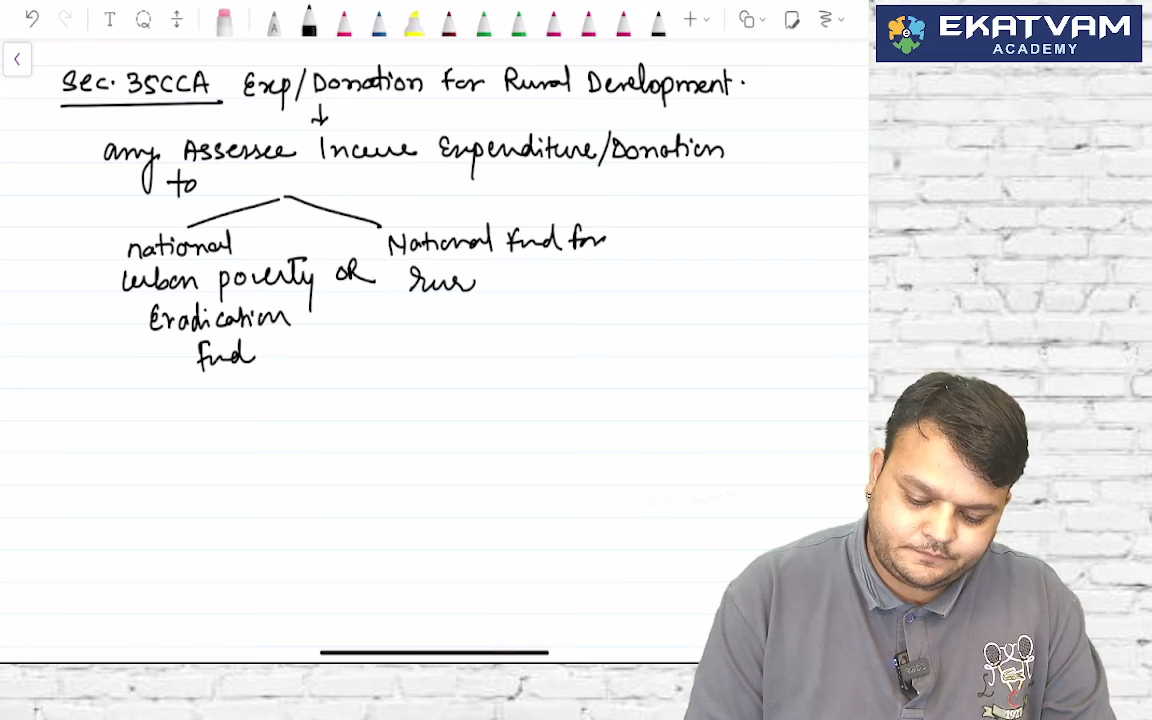 EKATVAM
ACADEMY
Sec. 35CCA Exp/Donation for Rural Development.
any Assessee Incur Expenditure/Donation
to
national
urban poverty OR
Eradication
fund
National fund for
rur
1927